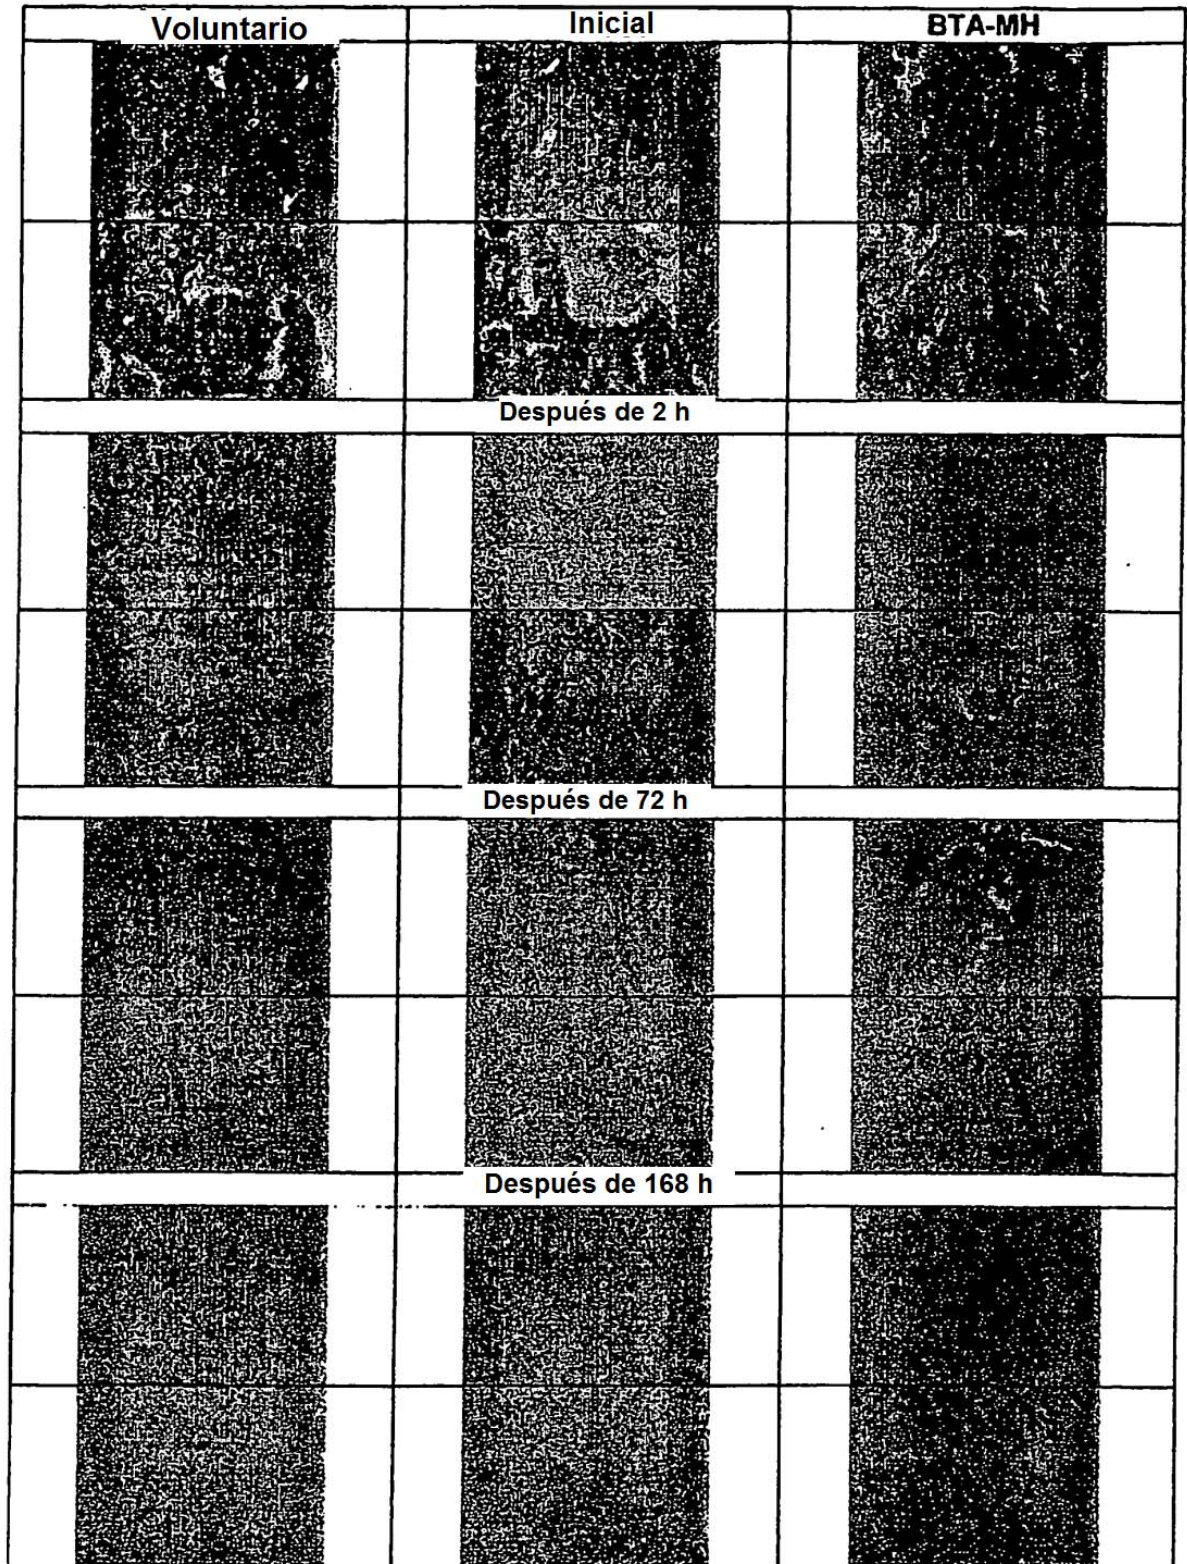 Voluntario
Inicial
BTA-MH
Después de 2 h
Después de 72 h
Después de 168 h